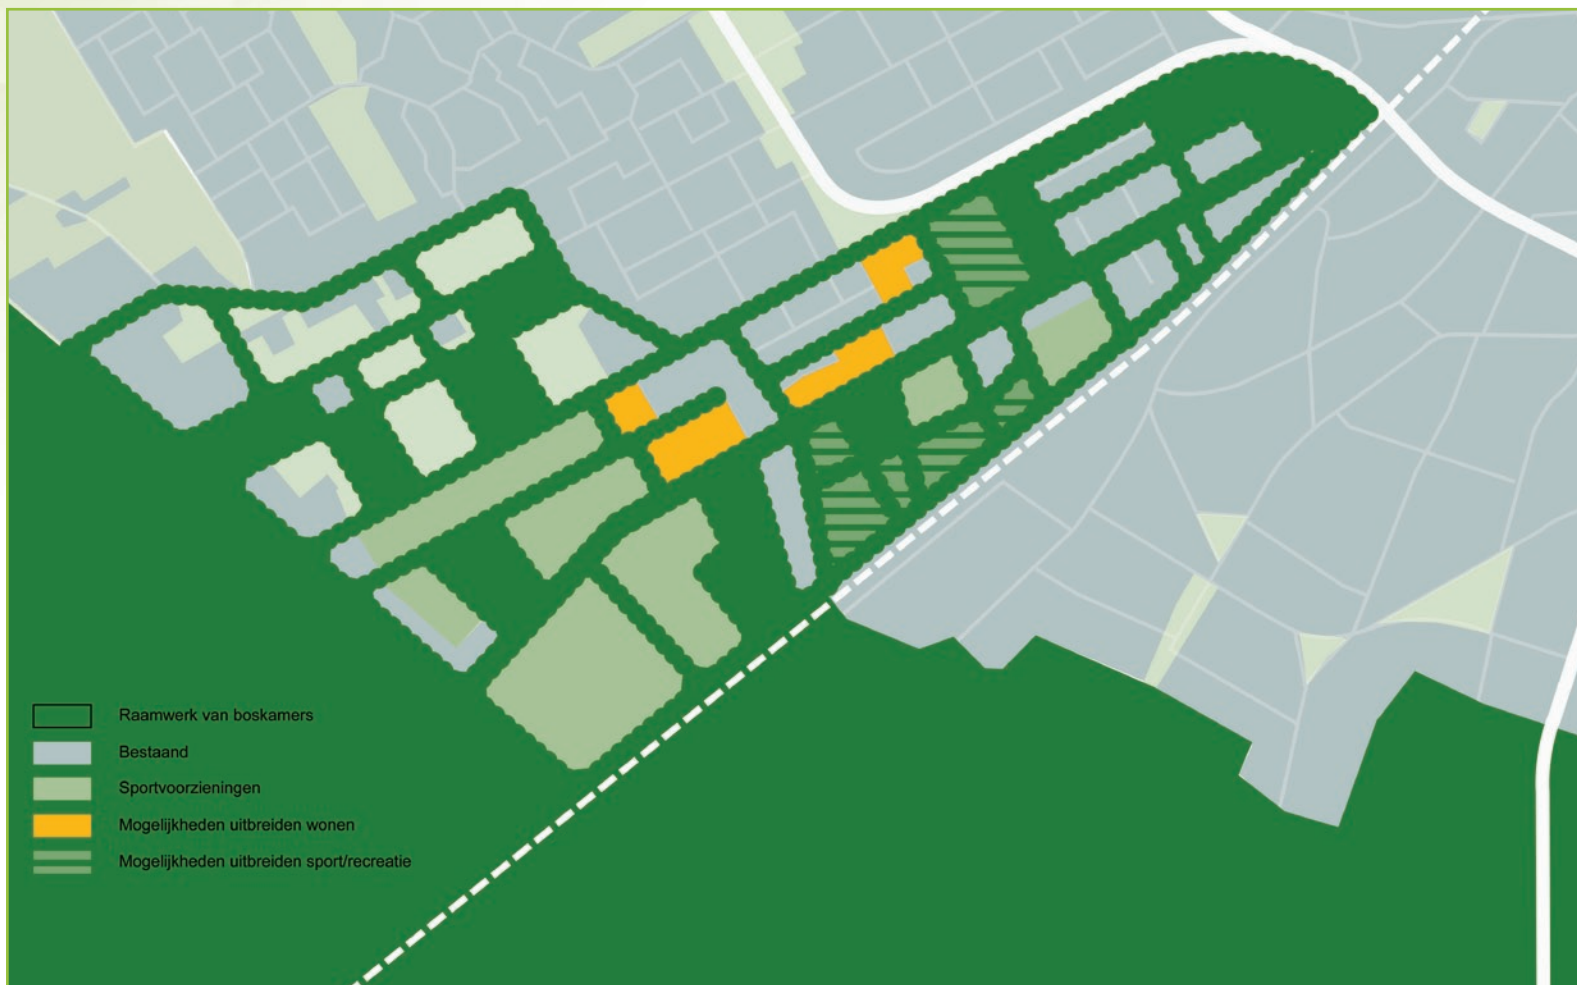 Raamwerk van boskamers
Bestaand
Sportvoorzieningen
Mogelijkheden uitbreiden wonen
Mogelijkheden uitbreiden sport/recreatie